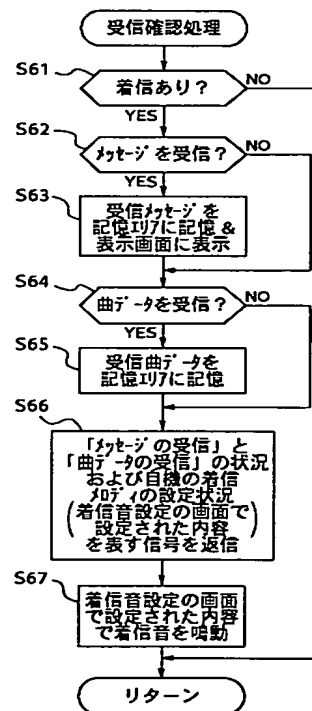 受信確認処理
S61
着信あり?
NO
YES
S62
メッセージを受信?
NO
YES
S63
受信メッセージを
記憶エリアに記憶&
表示画面に表示
S64
曲データを受信?
NO
YES
S65
受信曲データを
記憶エリアに記憶
S66
「メッセージの受信」と
「曲データの受信」の状況
および自機の着信
メロディの設定状況
(着信音設定の画面で
設定された内容)
を表す信号を返信
S67
着信音設定の画面
で設定された内容
で着信音を鳴動
リターン